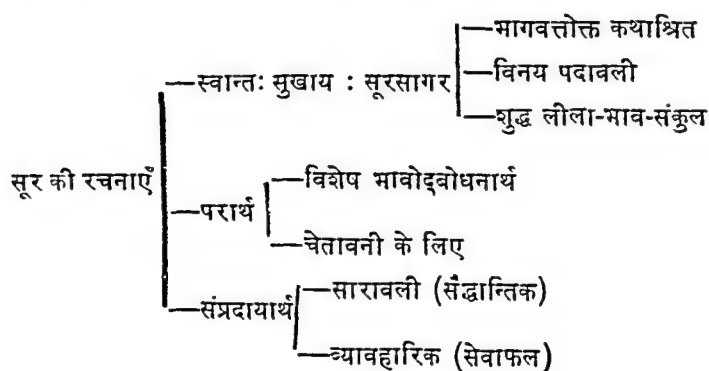 —भागवत्तोक्त कथाश्रित
—स्वान्तः सुखाय : सूरसागर
—विनय पदावली
—शुद्ध लीला-भाव-संकुल
सूर की रचनाएँ
—विशेष भावोद्बोधनार्थ
—परार्थ
—चेतावनी के लिए
—सारावली (सैद्धान्तिक)
—संप्रदायार्थ
—व्यावहारिक (सेवाफल)